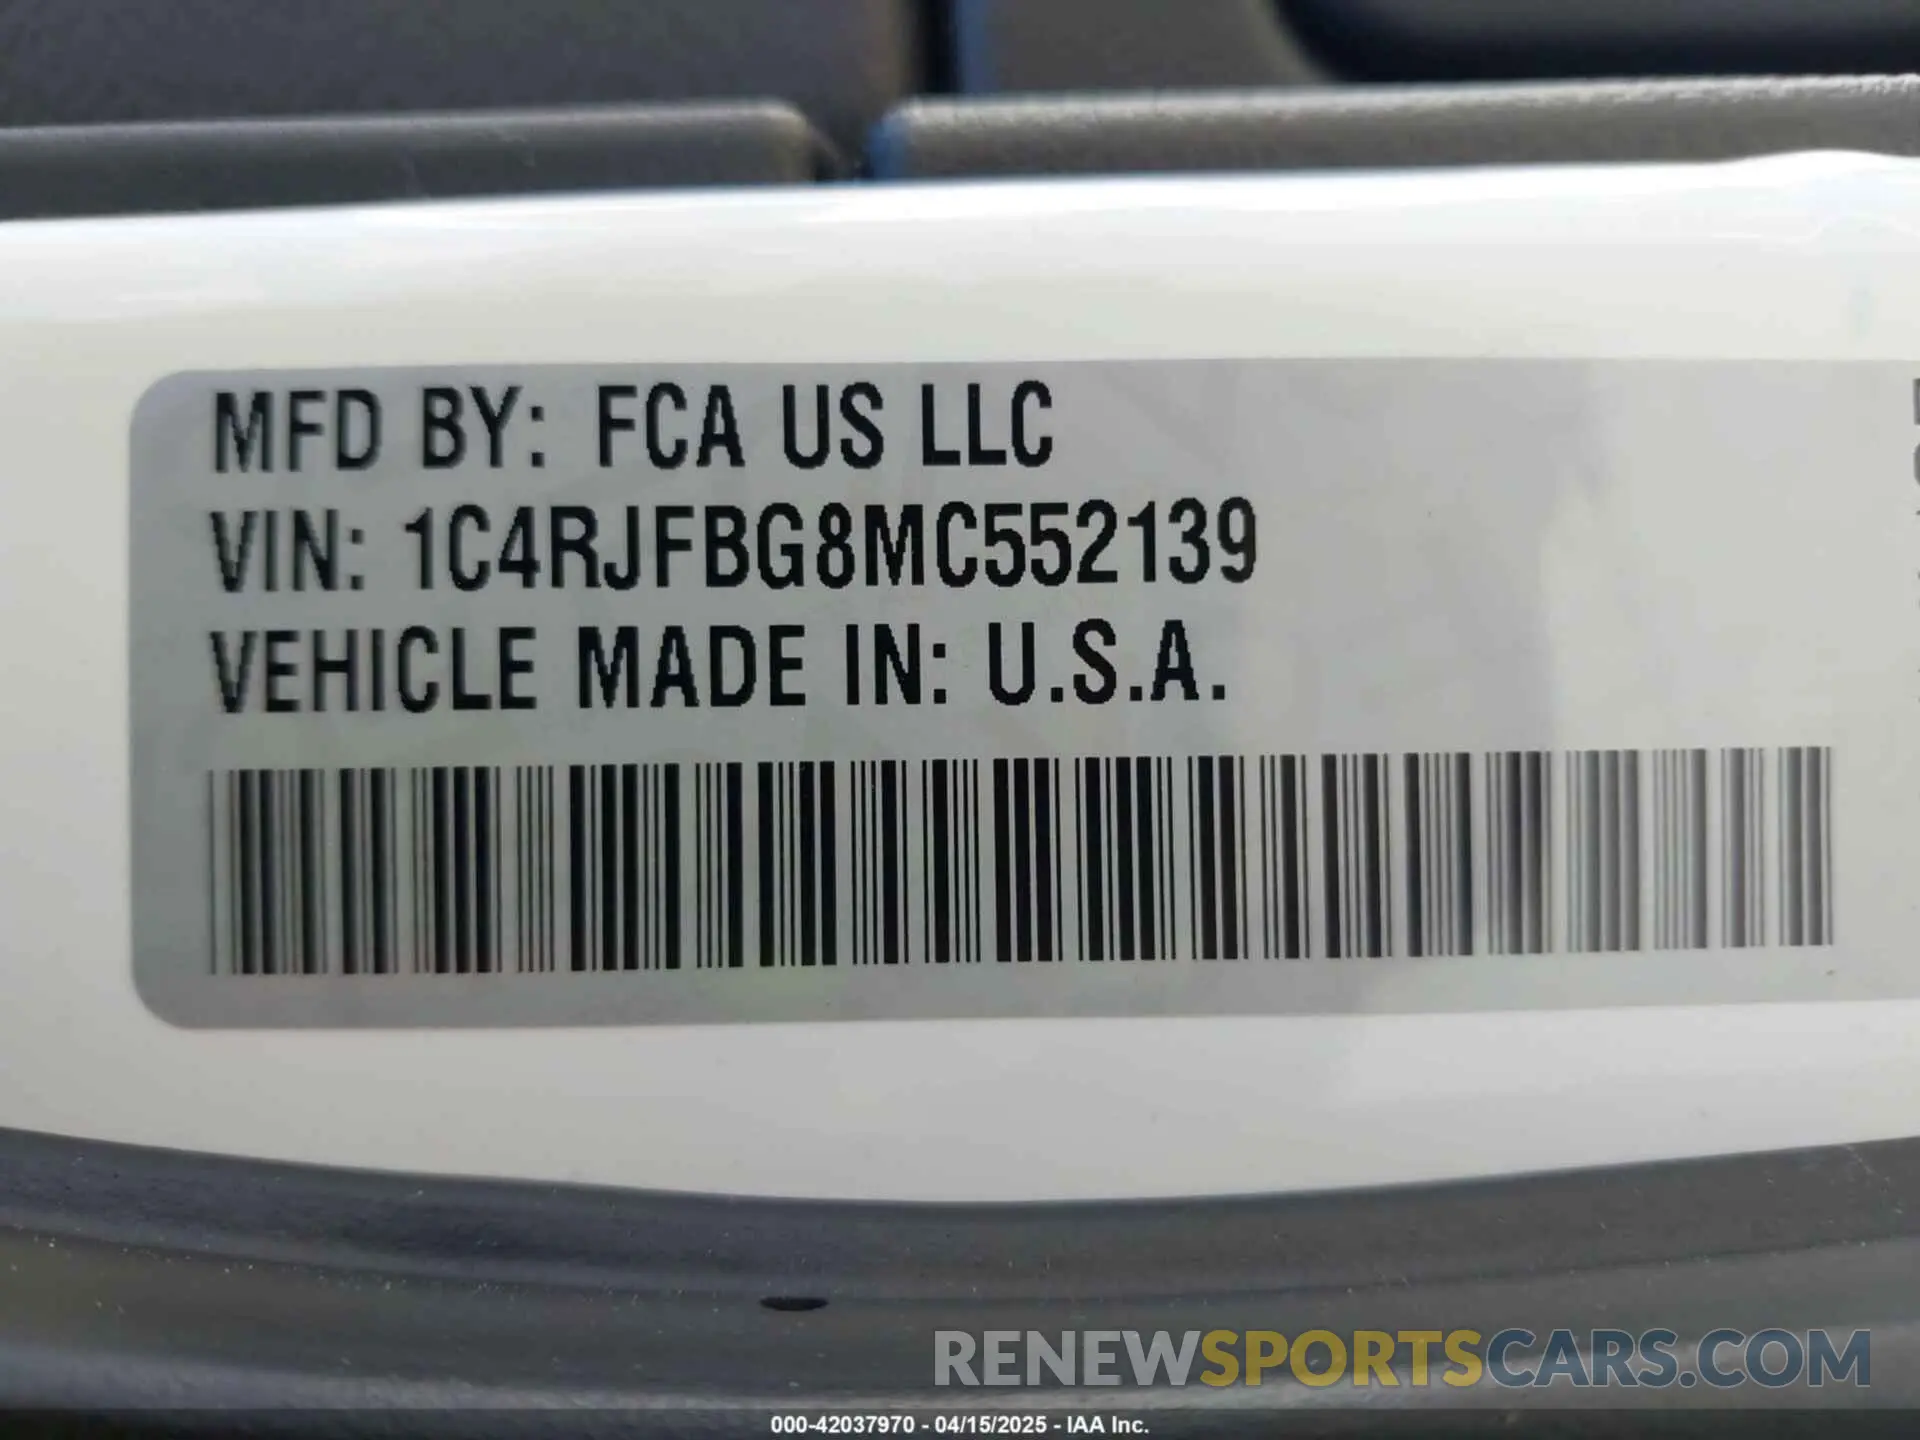 MFD BY: FCA US LLC
VIN: 1C4RJFBG8MC552139
VEHICLE MADE IN: U.S.A.
RENEWSPORTSCARS.COM
000-42037970 - 04/15/2025 - IAA Inc.